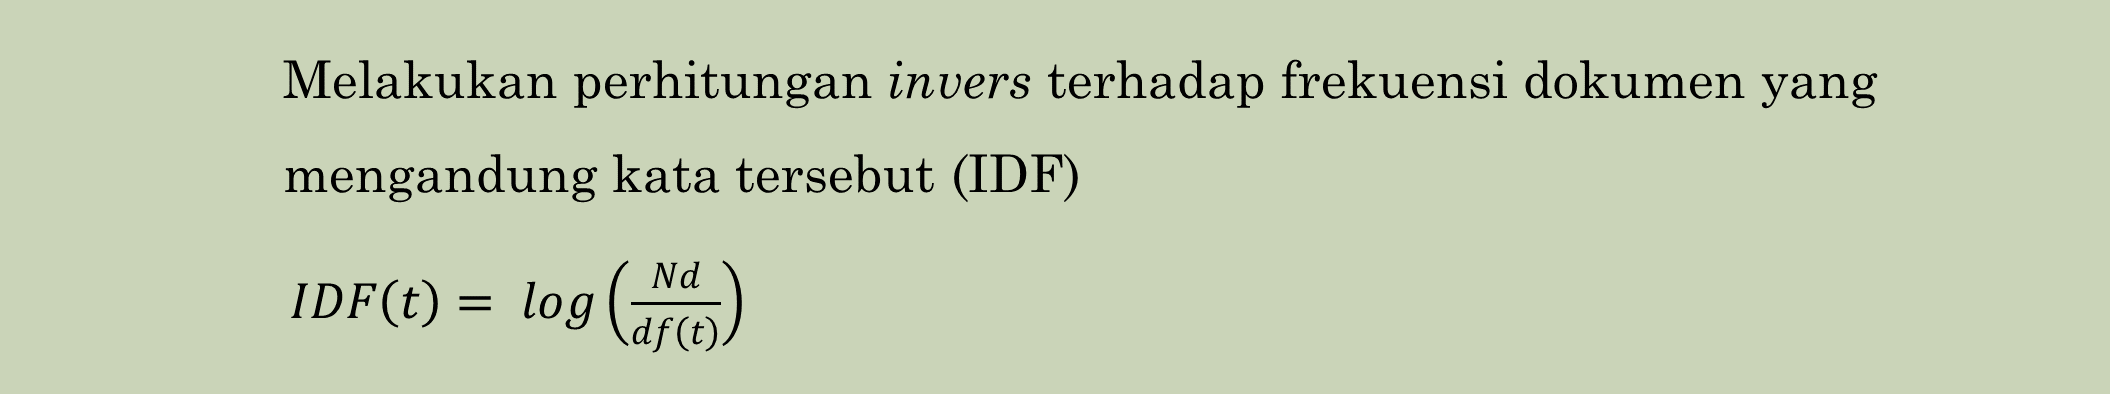 Melakukan perhitungan invers terhadap frekuensi dokumen yang
mengandung kata tersebut (IDF)
IDF(t) = log(Nd/df(t))